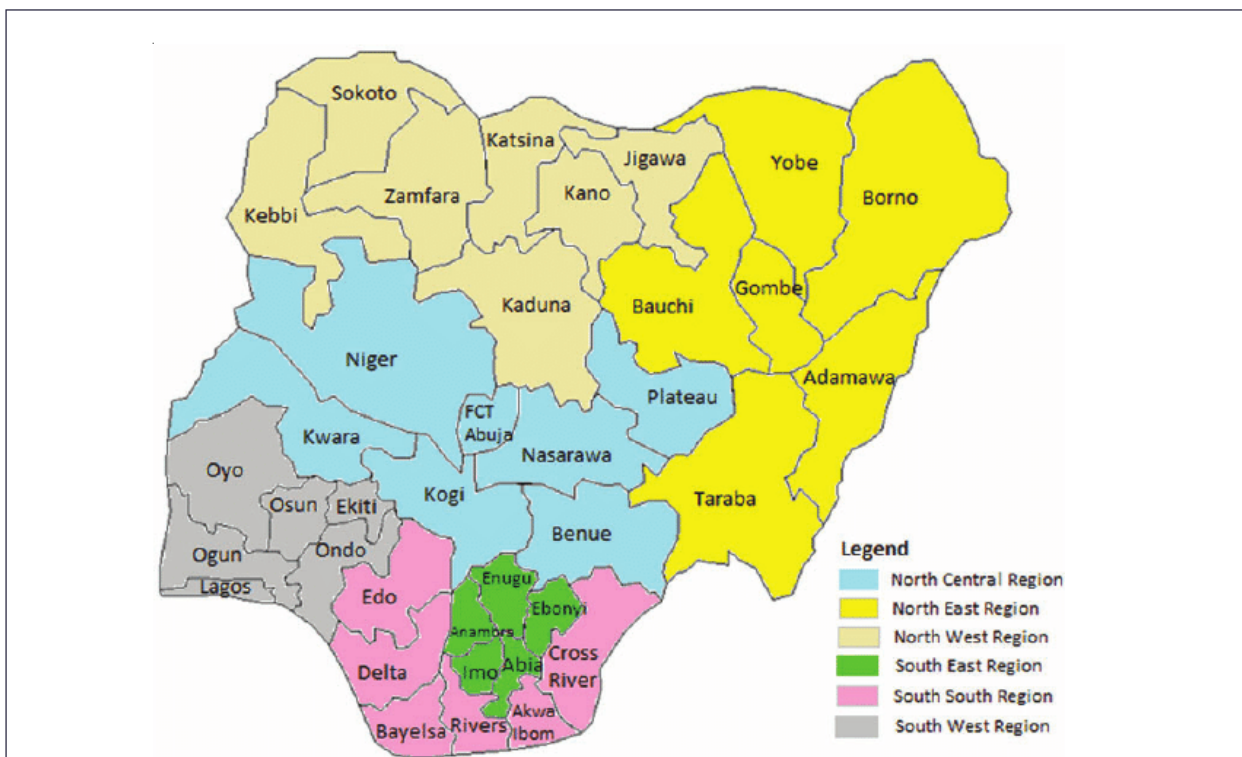 Sokoto
Katsina
Jigawa
Yobe
Kano
Zamfara
Borno
Kebbi
Gombe
Bauchi
Kaduna
Niger
Adamawa
Plateau
FCT
Abuja
Kwara
Nasarawa
Oyo
Kogi
Taraba
Osun
Ekiti
Benue
Ogun
Ondo
Lagos
Enugu
Edo
Ebonyi
Anambrs
Abia
Imo
Cross
River
Delta
Akwa
Ibom
Rivers
Bayelsa
Legend
North Central Region
North East Region
North West Region
South East Region
South South Region
South West Region